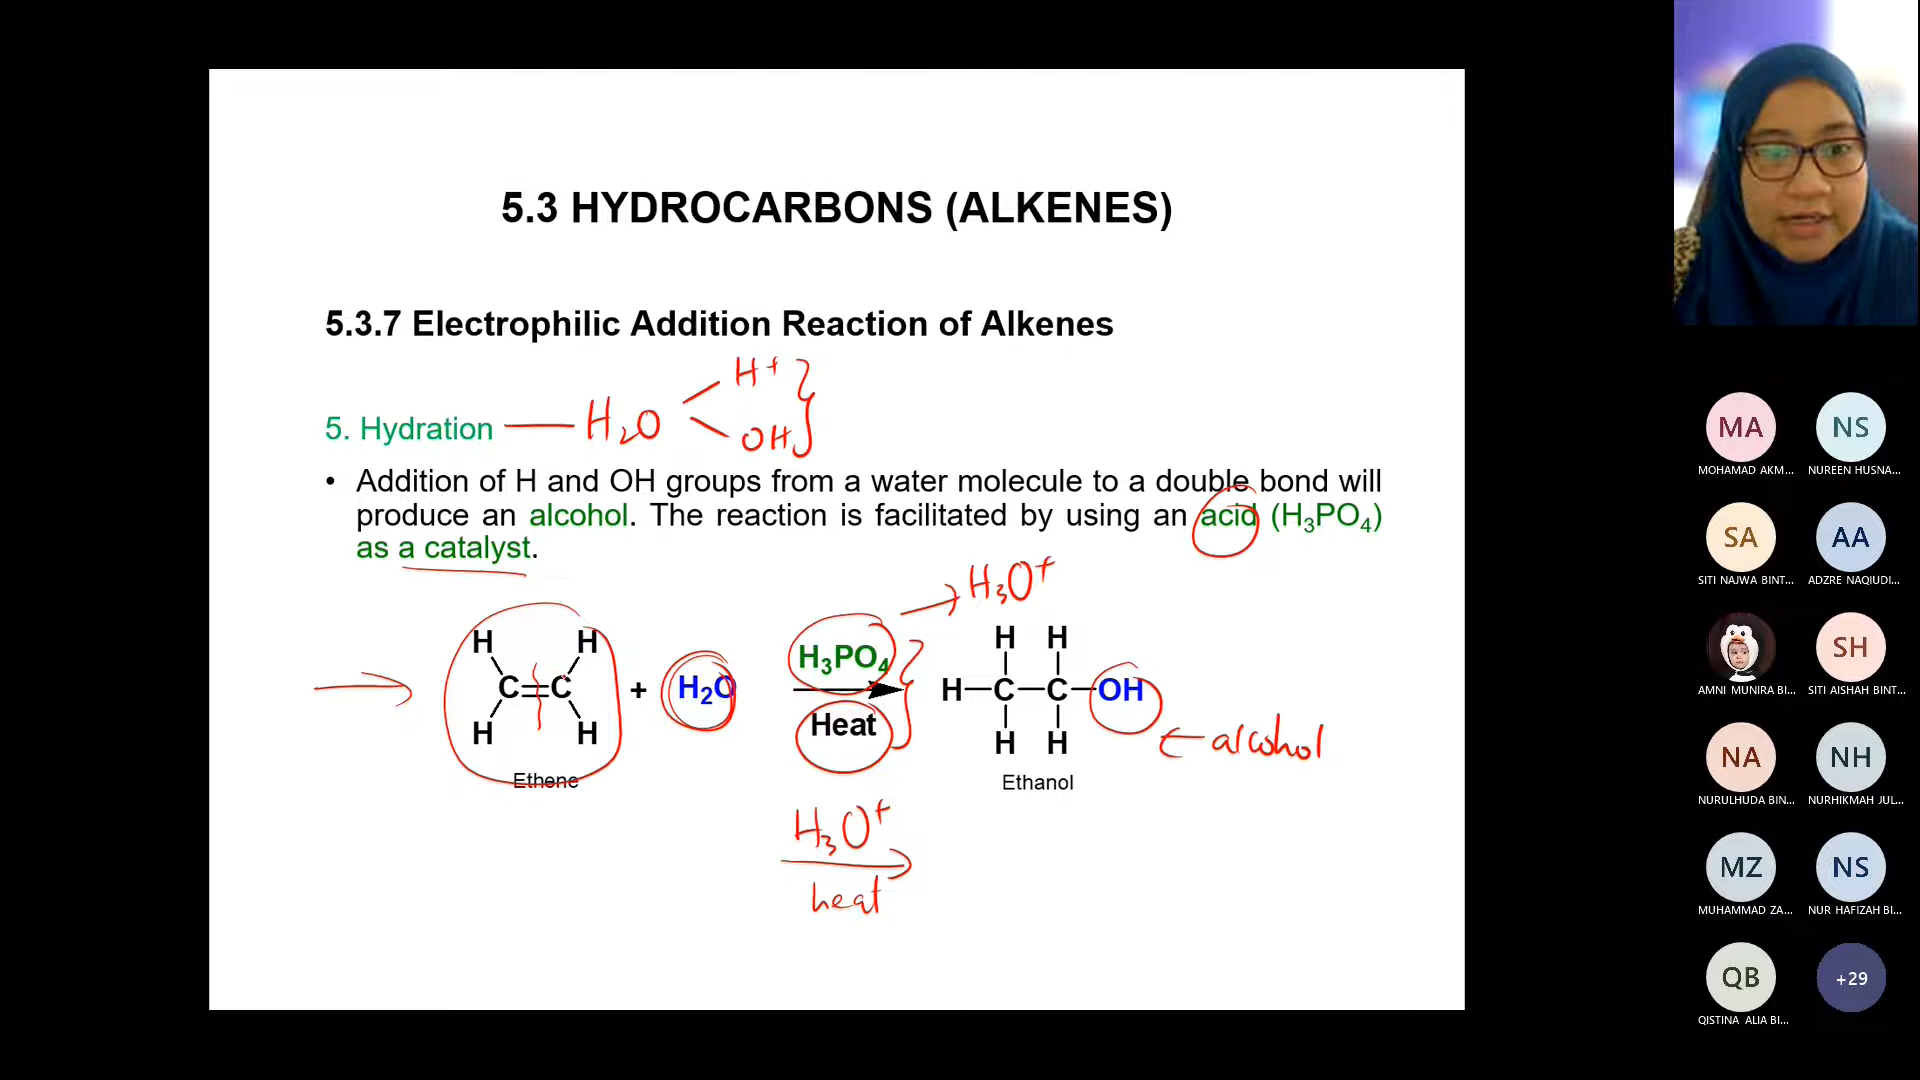 5.3 HYDROCARBONS (ALKENES)
5.3.7 Electrophilic Addition Reaction of Alkenes
H+
5. Hydration — H₂O
OH
• Addition of H and OH groups from a water molecule to a double bond will
produce an alcohol. The reaction is facilitated by using an acid (H₃PO₄)
as a catalyst.
→ H₃O+
H H
C=C
H H
Ethene
+ H₂O
H₃PO₄
Heat
H H
H—C—C—OH
H H
Ethanol
← alcohol
H₃O+
heat
MA
MOHAMAD AKM...
NS
NUREEN HUSNA...
SA
SITI NAJWA BINT...
AA
ADZRE NAQIUDI...
AMNI MUNIRA BI...
SH
SITI AISHAH BINT...
NA
NURULHUDA BIN...
NH
NURHIKMAH JUL...
MZ
MUHAMMAD ZA...
NS
NUR HAFIZAH BI...
QB
QISTINA ALIA BI...
+29